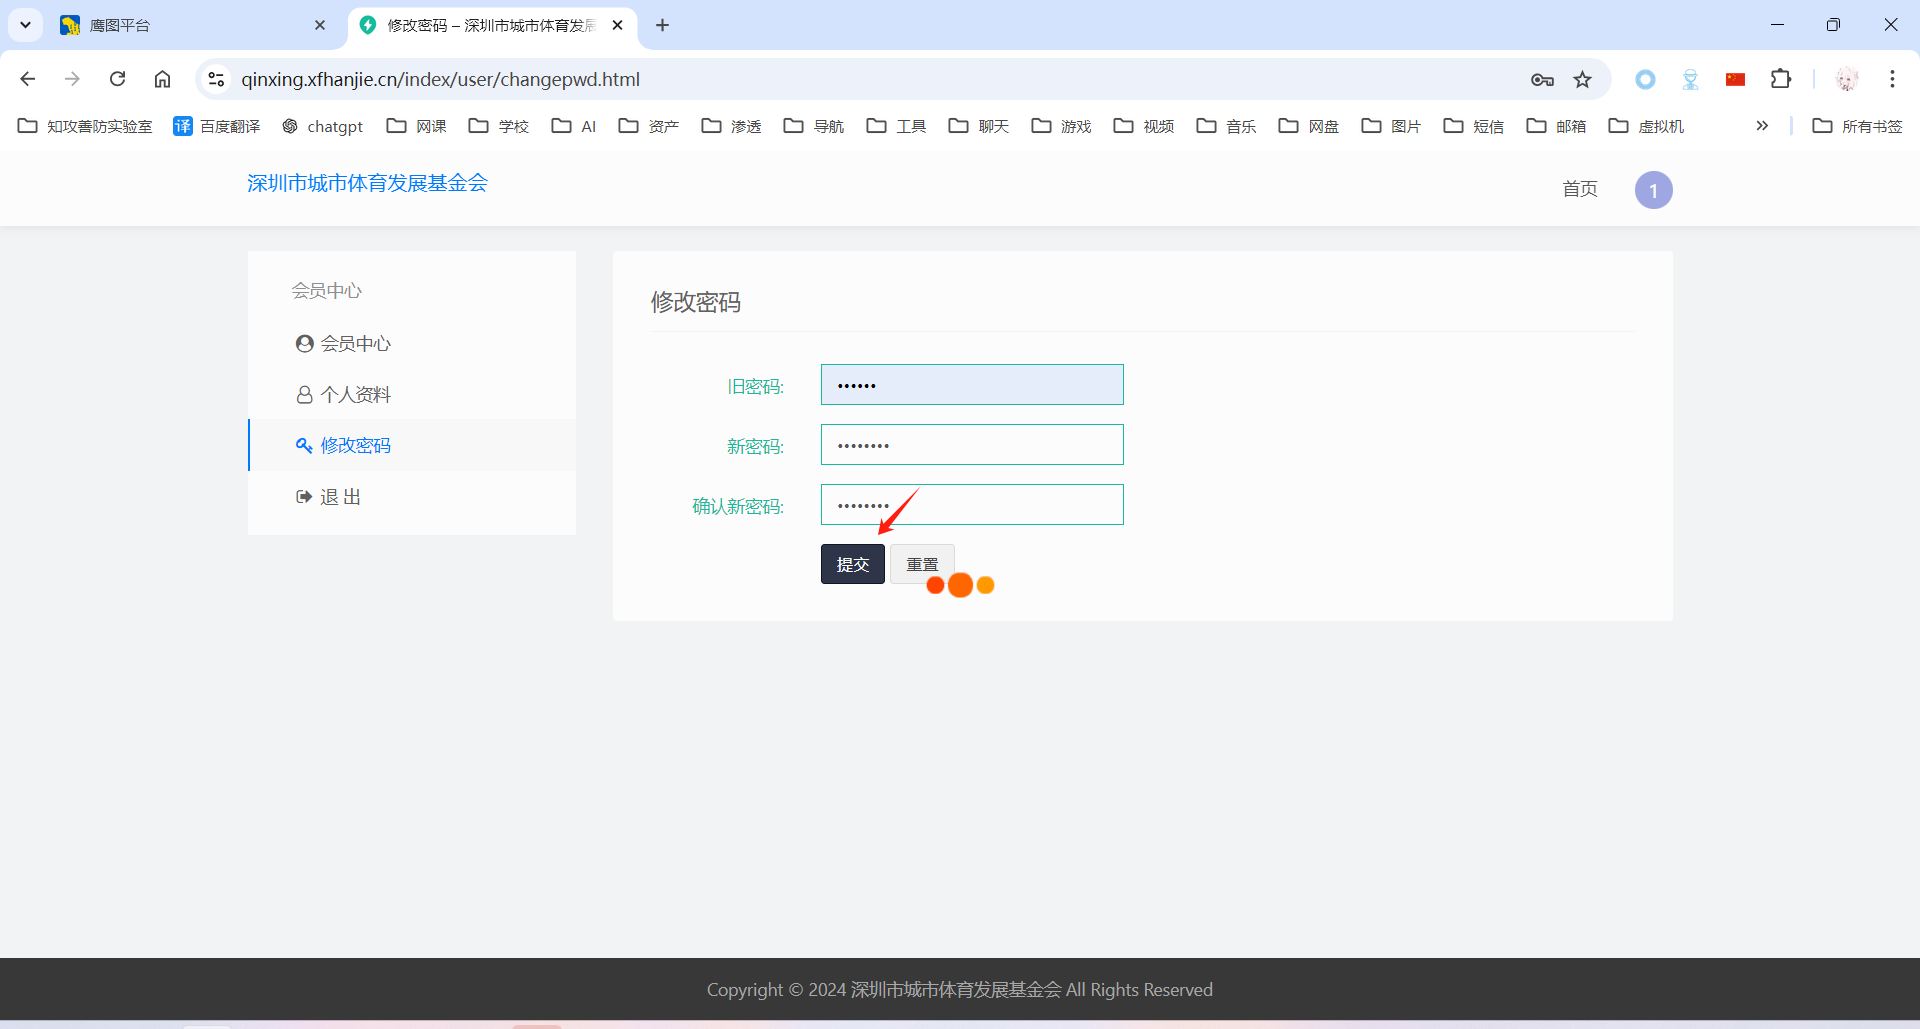 鹰图平台
修改密码 – 深圳市城市体育发展
qinxing.xfhanjie.cn/index/user/changepwd.html
知攻善防实验室 译 百度翻译 chatgpt 网课 学校 AI 资产 渗透 导航 工具 聊天 游戏 视频 音乐 网盘 图片 短信 邮箱 虚拟机 » 所有书签
深圳市城市体育发展基金会
首页 1
会员中心
会员中心
个人资料
修改密码
退 出
修改密码
旧密码: ••••••
新密码: ••••••••
确认新密码: ••••••••
提交 重置
Copyright © 2024 深圳市城市体育发展基金会 All Rights Reserved